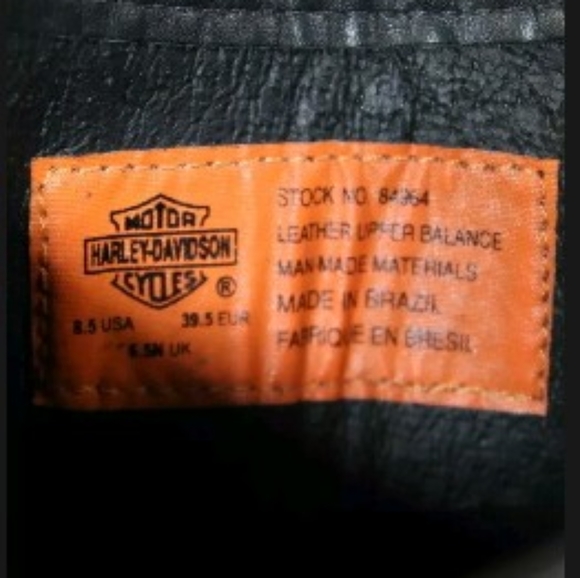 MOTOR
HARLEY-DAVIDSON
CYCLES
®
8.5 USA 39.5 EUR
6.5N UK
STOCK NO. 84964
LEATHER UPPER BALANCE
MAN-MADE MATERIALS
MADE IN BRAZIL
FABRIQUE EN BRESIL